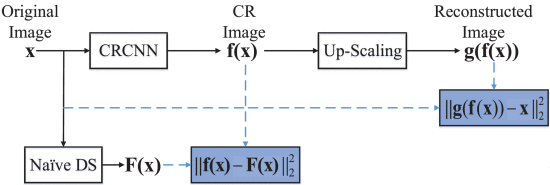 Original
Image
x
CRCNN
CR
Image
f(x)
Up-Scaling
Reconstructed
Image
g(f(x))
||g(f(x))−x||²₂
Naïve DS
F(x)
||f(x)−F(x)||²₂